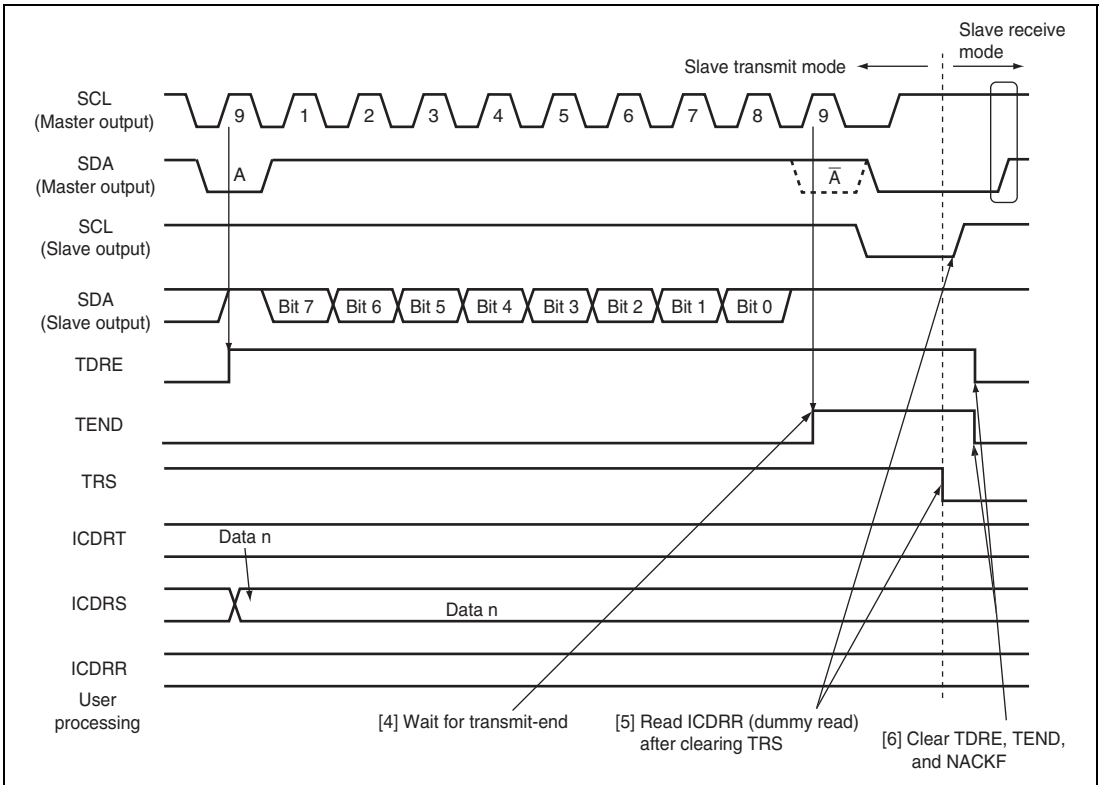 Slave receive
mode
Slave transmit mode
SCL
(Master output)
9 1 2 3 4 5 6 7 8 9
SDA
(Master output)
A A̅
SCL
(Slave output)
SDA
(Slave output)
Bit 7 Bit 6 Bit 5 Bit 4 Bit 3 Bit 2 Bit 1 Bit 0
TDRE
TEND
TRS
ICDRT
Data n
ICDRS
Data n
ICDRR
User
processing
[4] Wait for transmit-end
[5] Read ICDRR (dummy read)
after clearing TRS
[6] Clear TDRE, TEND,
and NACKF